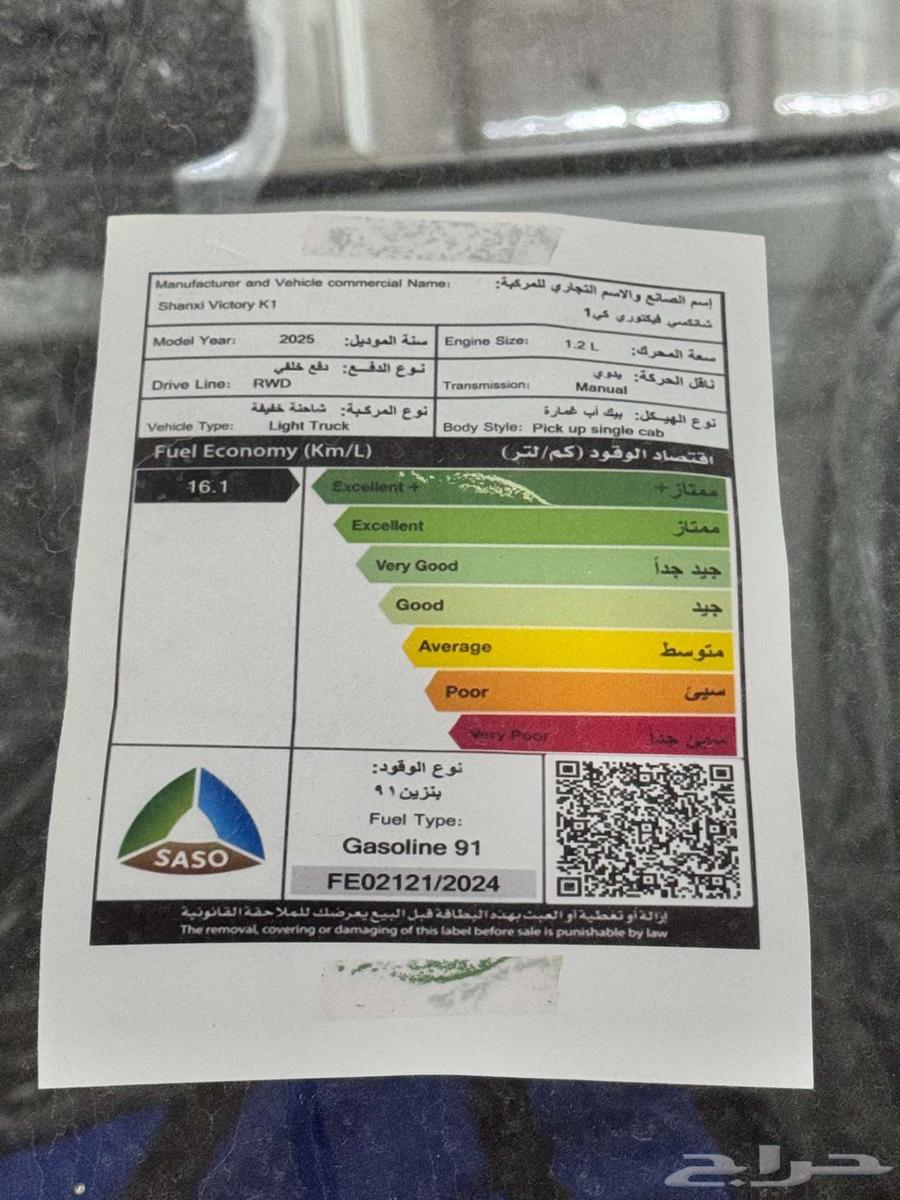 Manufacturer and Vehicle commercial Name:
إسم الصانع والاسم التجاري للمركبة:
Shanxi Victory K1
شانكسي فيكتوري كي1
Model Year: 2025 سنة الموديل:
Engine Size: 1.2 L سعة المحرك:
نوع الدفع: دفع خلفي
Drive Line: RWD
ناقل الحركة: يدوي
Transmission: Manual
نوع المركبة: شاحنة خفيفة
Vehicle Type: Light Truck
نوع الهيكل: بيك أب غمارة
Body Style: Pick up single cab
Fuel Economy (Km/L) اقتصاد الوقود (كم/لتر)
16.1
Excellent + ممتاز +
Excellent ممتاز
Very Good جيد جداً
Good جيد
Average متوسط
Poor سيئ
Very Poor سيئ جداً
نوع الوقود:
بنزين ٩١
Fuel Type:
Gasoline 91
FE02121/2024
SASO
إزالة أو تغطية أو العبث بهذه البطاقة قبل البيع يعرضك للملاحقة القانونية
The removal, covering or damaging of this label before sale is punishable by law
حراج